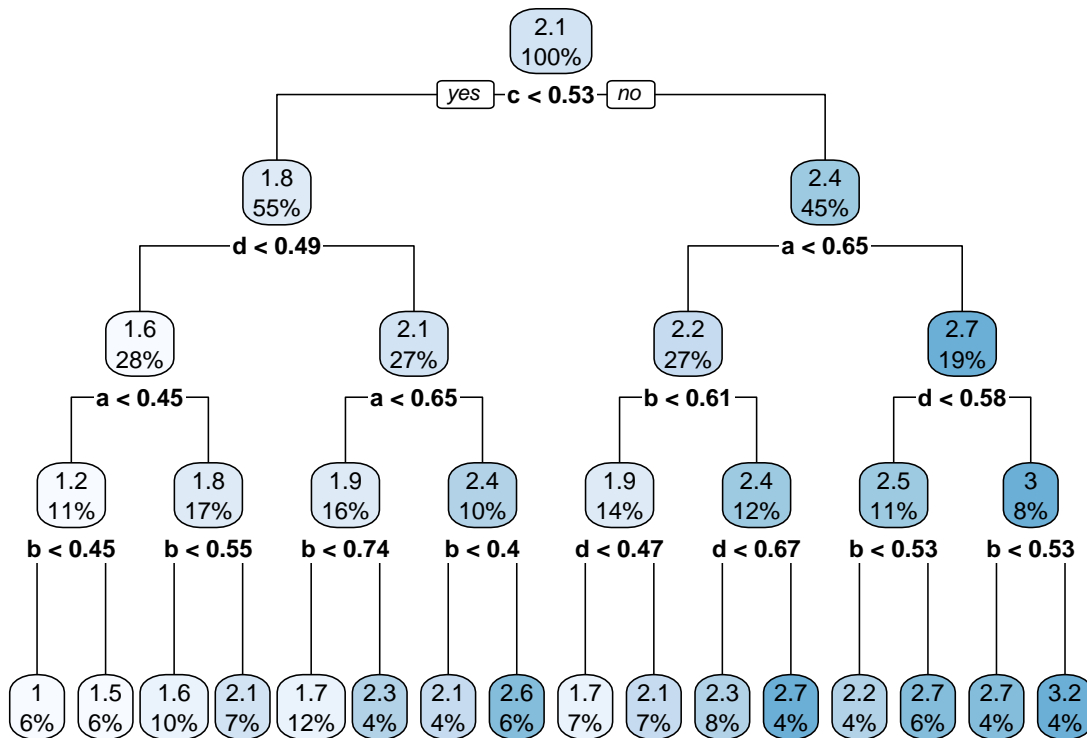 2.1
100%
yes c < 0.53 no
1.8 2.4
55% 45%
d < 0.49 a < 0.65
1.6 2.1 2.2 2.7
28% 27% 27% 19%
a < 0.45 a < 0.65 b < 0.61 d < 0.58
1.2 1.8 1.9 2.4 1.9 2.4 2.5 3
11% 17% 16% 10% 14% 12% 11% 8%
b < 0.45 b < 0.55 b < 0.74 b < 0.4 d < 0.47 d < 0.67 b < 0.53 b < 0.53
1 1.5 1.6 2.1 1.7 2.3 2.1 2.6 1.7 2.1 2.3 2.7 2.2 2.7 2.7 3.2
6% 6% 10% 7% 12% 4% 4% 6% 7% 7% 8% 4% 4% 6% 4% 4%